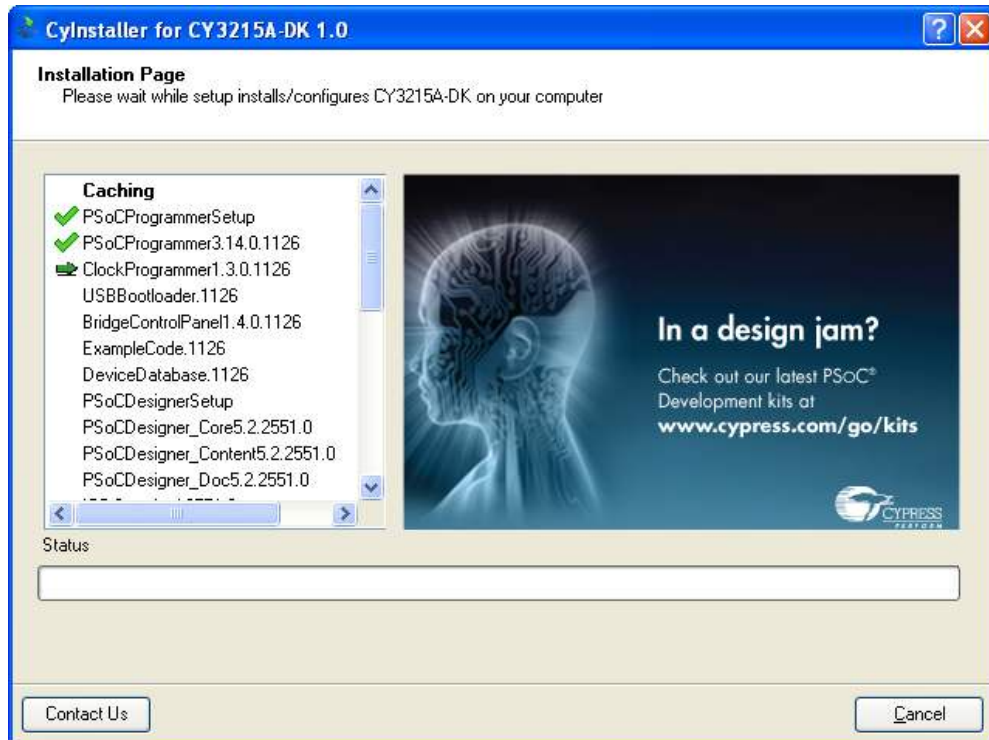 CyInstaller for CY3215A-DK 1.0
Installation Page
Please wait while setup installs/configures CY3215A-DK on your computer
Caching
PSoCProgrammerSetup
PSoCProgrammer3.14.0.1126
ClockProgrammer1.3.0.1126
USBBootloader.1126
BridgeControlPanel1.4.0.1126
ExampleCode.1126
DeviceDatabase.1126
PSoCDesignerSetup
PSoCDesigner_Core5.2.2551.0
PSoCDesigner_Content5.2.2551.0
PSoCDesigner_Doc5.2.2551.0
In a design jam?
Check out our latest PSoC®
Development kits at
www.cypress.com/go/kits
CYPRESS
PERFORM
Status
Contact Us
Cancel